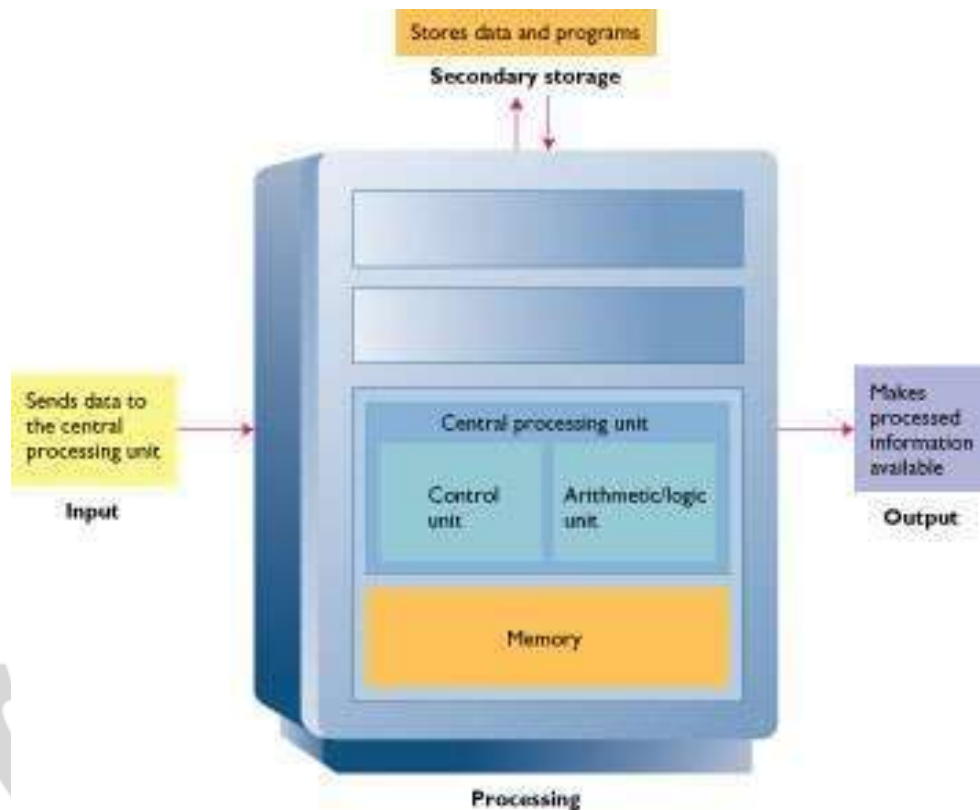 Stores data and programs
Secondary storage
Sends data to
the central
processing unit
Input
Central processing unit
Control
unit
Arithmetic/logic
unit
Memory
Makes
processed
information
available
Output
Processing